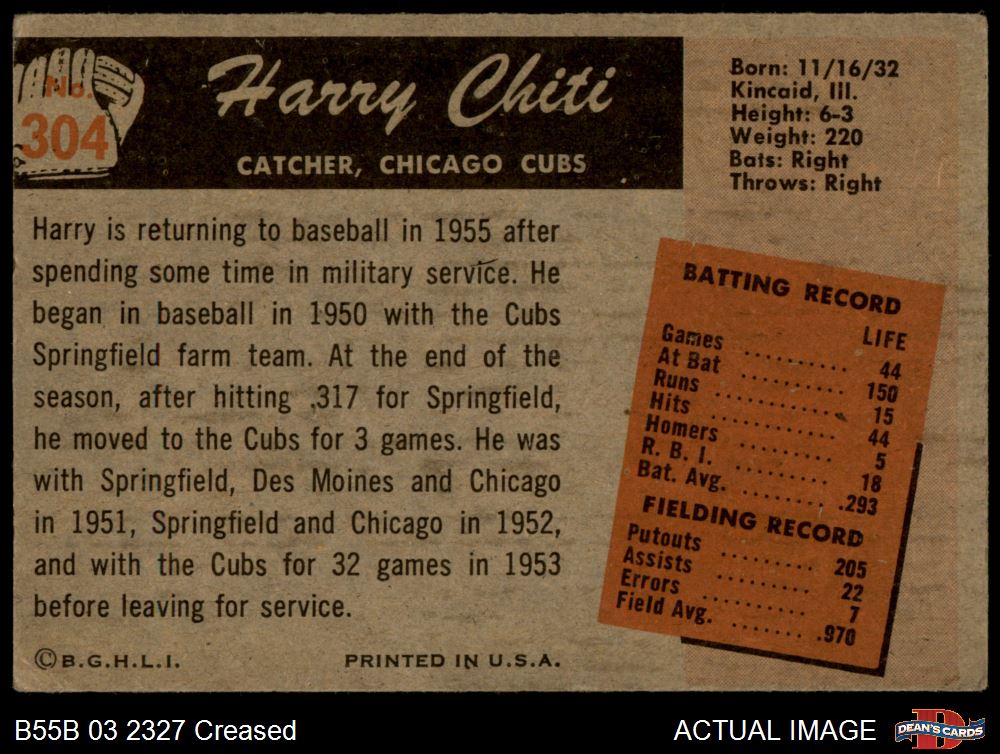 No.
304
Harry Chiti
CATCHER, CHICAGO CUBS
Born: 11/16/32
Kincaid, Ill.
Height: 6-3
Weight: 220
Bats: Right
Throws: Right
Harry is returning to baseball in 1955 after
spending some time in military service. He
began in baseball in 1950 with the Cubs
Springfield farm team. At the end of the
season, after hitting .317 for Springfield,
he moved to the Cubs for 3 games. He was
with Springfield, Des Moines and Chicago
in 1951, Springfield and Chicago in 1952,
and with the Cubs for 32 games in 1953
before leaving for service.
BATTING RECORD
LIFE
Games ........ 44
At Bat .......... 150
Runs ............ 15
Hits ............ 44
Homers .......... 5
R. B. I. ........ 18
Bat. Avg. ........ .293
FIELDING RECORD
Putouts ........ 205
Assists ......... 22
Errors .......... 7
Field Avg. ....... .970
©B.G.H.L.I.
PRINTED IN U.S.A.
B55B 03 2327 Creased
ACTUAL IMAGE
D
DEAN'S CARDS